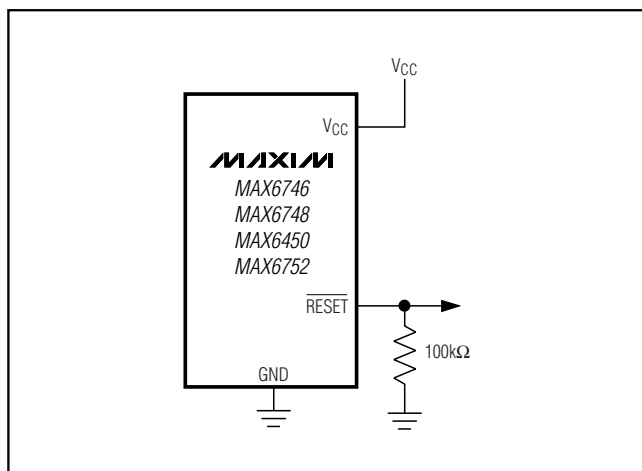 VCC
VCC
MAXIM
MAX6746
MAX6748
MAX6450
MAX6752
RESET
100kΩ
GND